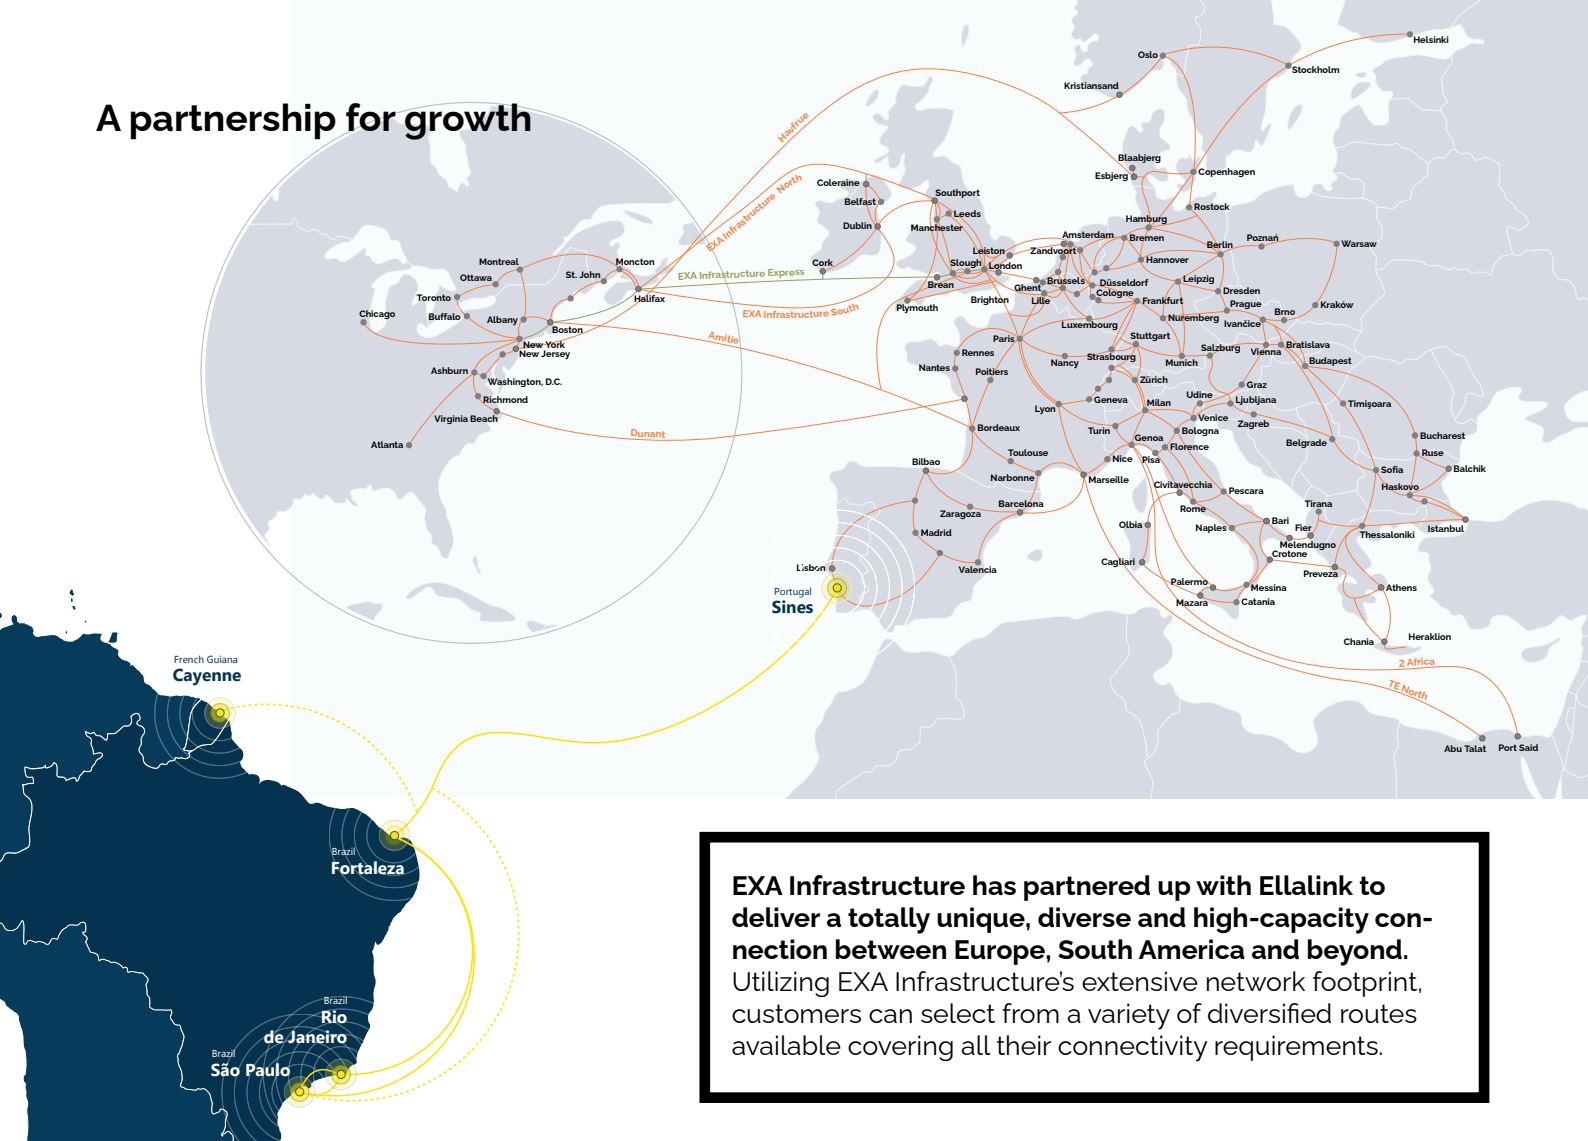 A partnership for growth
Helsinki
Oslo
Stockholm
Kristiansand
Havfrue
Blaabjerg
Esbjerg
Copenhagen
EXA Infrastructure North
Coleraine
Southport
Belfast
Leeds
Rostock
Dublin
Manchester
Hamburg
Amsterdam
Bremen
Berlin
Poznań
Warsaw
Leiston
Zandvoort
Montreal
Moncton
Cork
Slough
London
Hannover
Ottawa
St. John
EXA Infrastructure Express
Brean
Ghent
Brussels
Düsseldorf
Leipzig
Toronto
Halifax
Brighton
Lille
Cologne
Frankfurt
Dresden
Plymouth
Prague
Kraków
Chicago
Buffalo
Albany
Boston
EXA Infrastructure South
Luxembourg
Nuremberg
Ivančice
Brno
Amitie
Paris
Stuttgart
New York
New Jersey
Rennes
Nancy
Strasbourg
Salzburg
Vienna
Bratislava
Munich
Budapest
Ashburn
Nantes
Poitiers
Washington, D.C.
Zürich
Graz
Richmond
Geneva
Udine
Ljubljana
Timişoara
Lyon
Milan
Virginia Beach
Venice
Zagreb
Dunant
Bordeaux
Turin
Bologna
Atlanta
Genoa
Florence
Belgrade
Bucharest
Toulouse
Nice
Pisa
Ruse
Bilbao
Narbonne
Marseille
Sofia
Balchik
Civitavecchia
Pescara
Haskovo
Zaragoza
Barcelona
Rome
Tirana
Olbia
Naples
Bari
Fier
Istanbul
Madrid
Melendugno
Thessaloniki
Crotone
Lisbon
Valencia
Cagliari
Preveza
Portugal
Sines
Palermo
Messina
Athens
Mazara
Catania
Chania
Heraklion
2 Africa
TE North
Abu Talat
Port Said
French Guiana
Cayenne
Brazil
Fortaleza
Brazil
Rio
de Janeiro
Brazil
São Paulo
EXA Infrastructure has partnered up with Ellalink to
deliver a totally unique, diverse and high-capacity con-
nection between Europe, South America and beyond.
Utilizing EXA Infrastructure's extensive network footprint,
customers can select from a variety of diversified routes
available covering all their connectivity requirements.